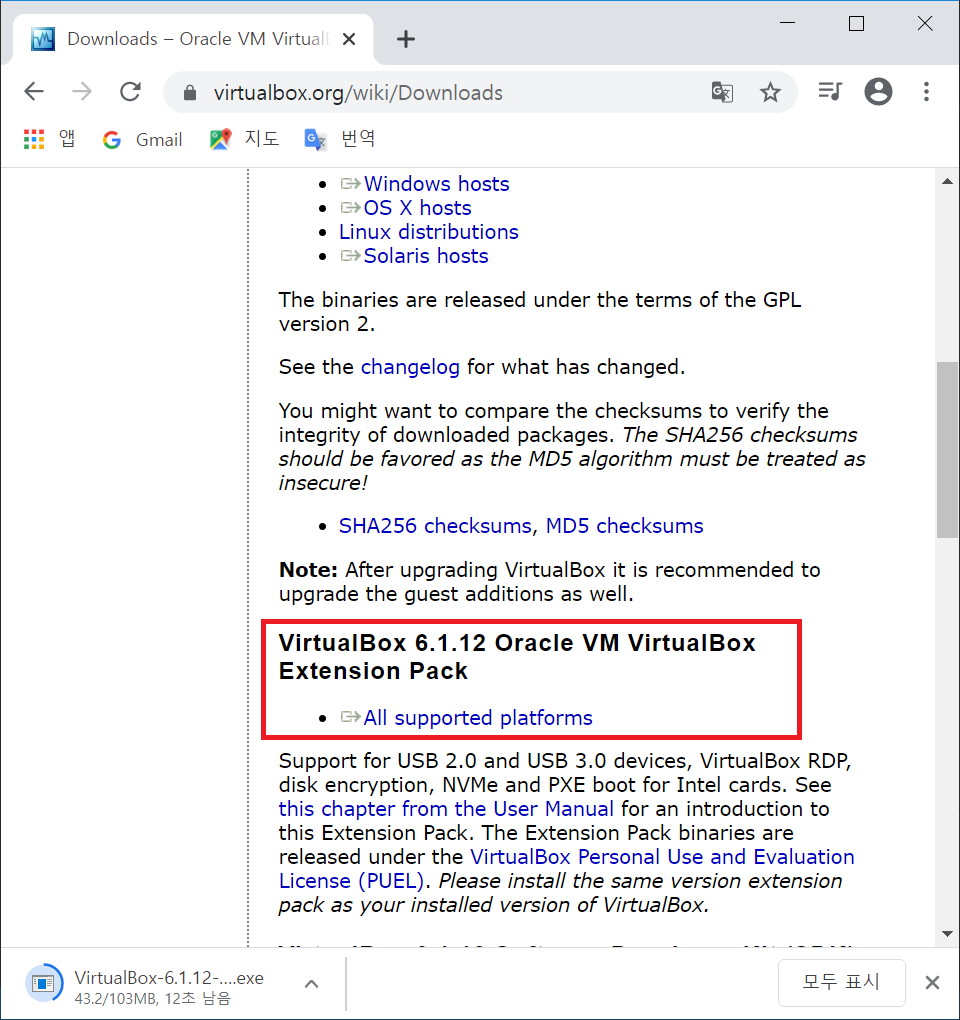 Downloads – Oracle VM Virtual
virtualbox.org/wiki/Downloads
앱 Gmail 지도 번역
Windows hosts
OS X hosts
Linux distributions
Solaris hosts
The binaries are released under the terms of the GPL
version 2.
See the changelog for what has changed.
You might want to compare the checksums to verify the
integrity of downloaded packages. The SHA256 checksums
should be favored as the MD5 algorithm must be treated as
insecure!
SHA256 checksums, MD5 checksums
Note: After upgrading VirtualBox it is recommended to
upgrade the guest additions as well.
VirtualBox 6.1.12 Oracle VM VirtualBox
Extension Pack
All supported platforms
Support for USB 2.0 and USB 3.0 devices, VirtualBox RDP,
disk encryption, NVMe and PXE boot for Intel cards. See
this chapter from the User Manual for an introduction to
this Extension Pack. The Extension Pack binaries are
released under the VirtualBox Personal Use and Evaluation
License (PUEL). Please install the same version extension
pack as your installed version of VirtualBox.
VirtualBox-6.1.12-....exe
43.2/103MB, 12초 남음
모두 표시